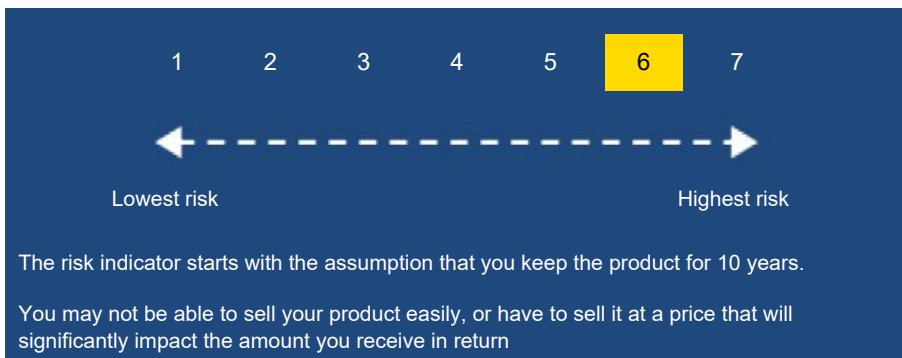 1 2 3 4 5 6 7
Lowest risk Highest risk
The risk indicator starts with the assumption that you keep the product for 10 years.
You may not be able to sell your product easily, or have to sell it at a price that will
significantly impact the amount you receive in return